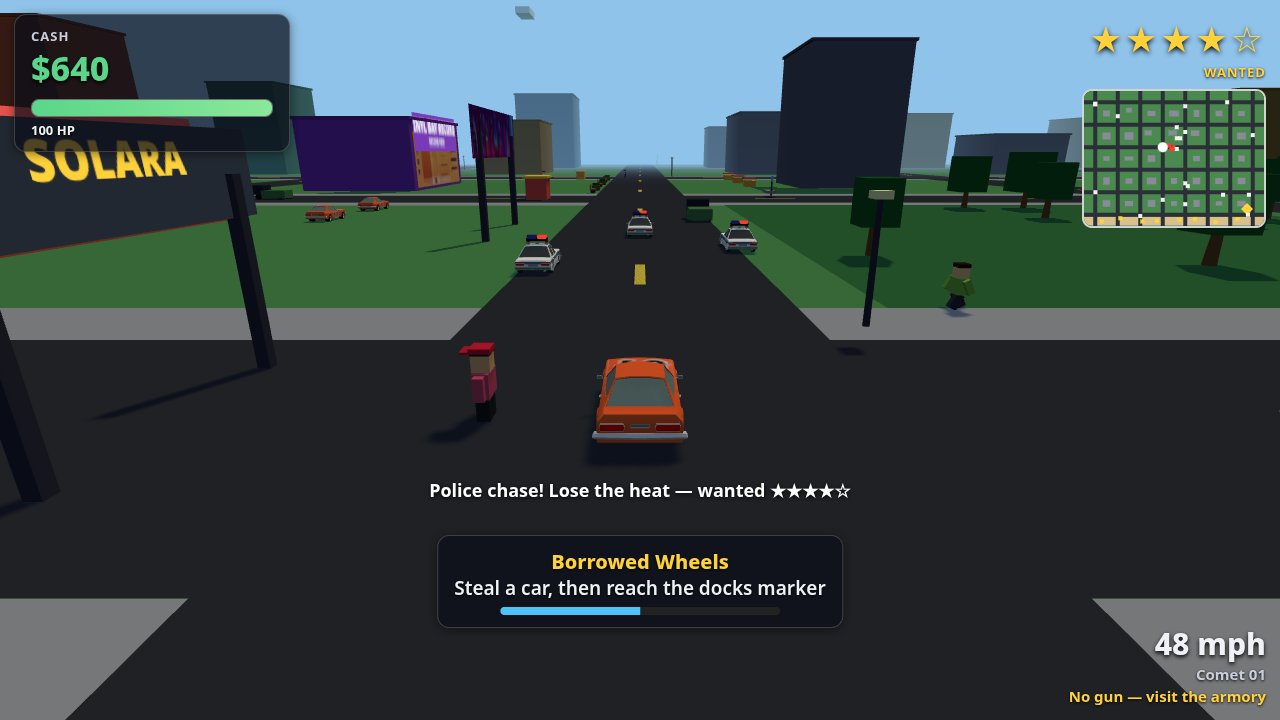 CASH
$640
100 HP
SOLARA
★★★★☆
WANTED
Police chase! Lose the heat — wanted ★★★★☆
Borrowed Wheels
Steal a car, then reach the docks marker
48 mph
Comet 01
No gun — visit the armory